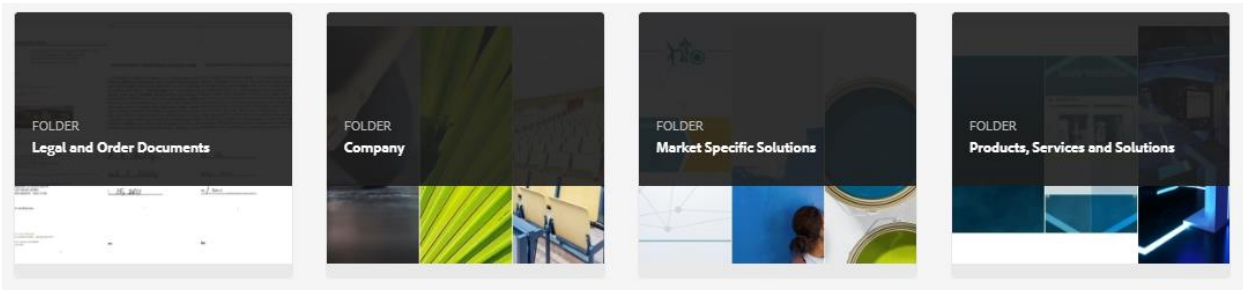 FOLDER
Legal and Order Documents
FOLDER
Company
FOLDER
Market Specific Solutions
FOLDER
Products, Services and Solutions